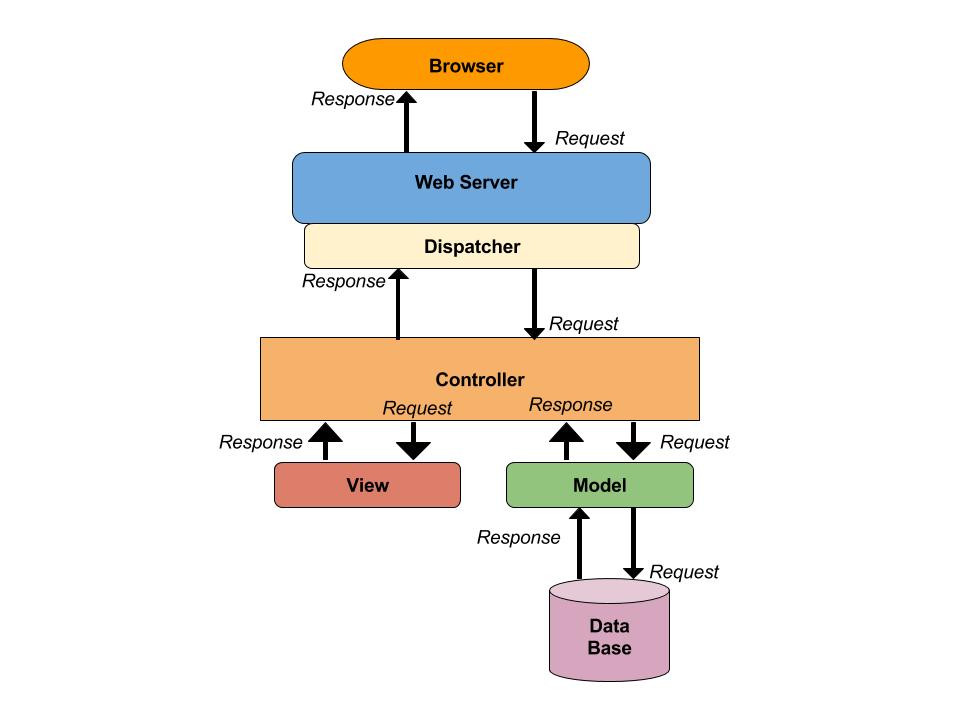 Browser
Response
Request
Web Server
Dispatcher
Response
Request
Controller
Request
Response
Response
Request
View
Model
Response
Request
Data
Base